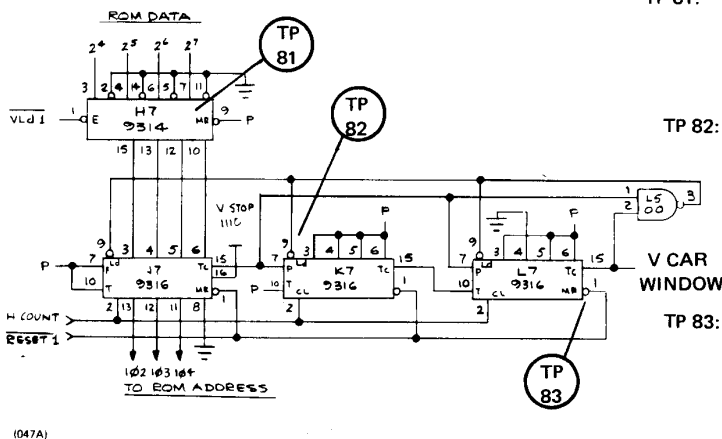 ROM DATA
TP 81:
2⁴ 2⁵ 2⁶ 2⁷
TP
81
3 2 4 14 6 5 7 11
VLd 1
1 E H7 MR 9 P
9314
15 13 12 10
TP
82
TP 82:
1
2 L5
00 3
V STOP
111C
9 3 4 5 6 15
16
9 3 4 5 6 P
9 3 4 5 6 P
P 7 P Ld TC
10 T J7
9316 MR 1
7 P Ld K7 TC 15
P 10 T CL 9316 1
7 P Ld L7 TC 15
10 T CL 9316 MR 1
V CAR
WINDOW
2 13 12 11 8
2
2
H COUNT
RESET 1
TP 83:
1Ø2 1Ø3 1Ø4
TO ROM ADDRESS
TP
83
(047A)